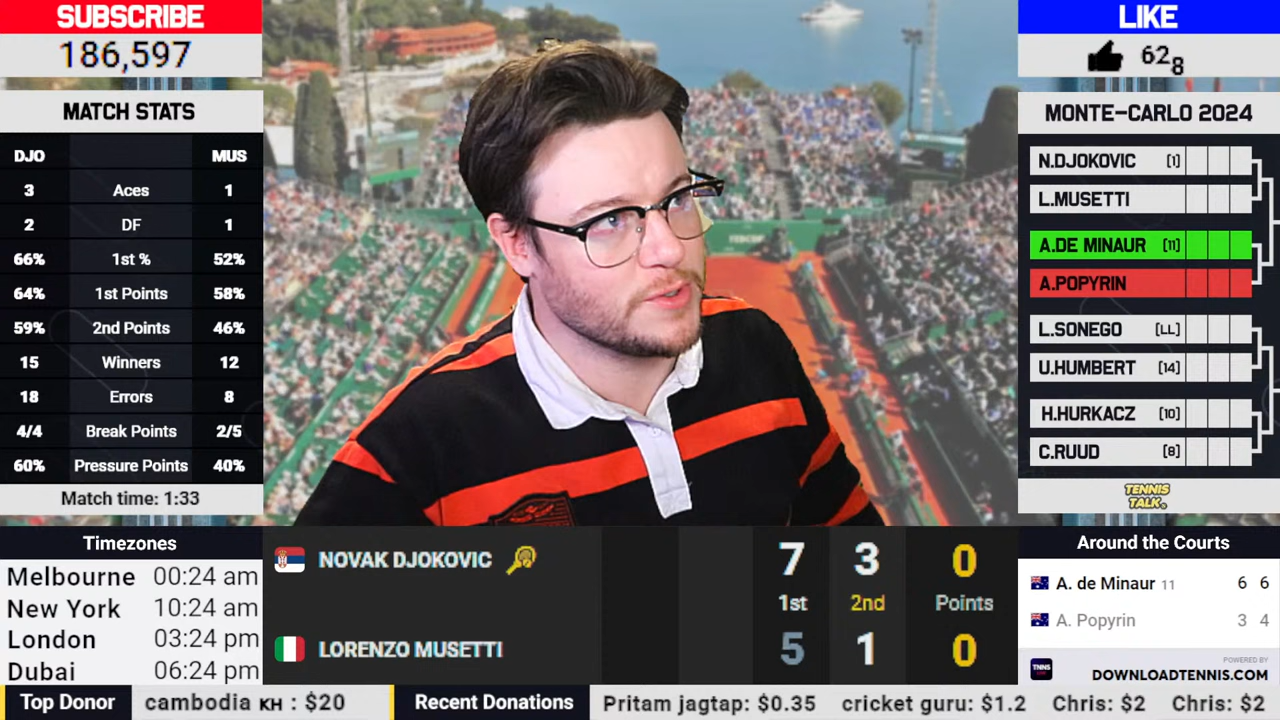 SUBSCRIBE
186,597
MATCH STATS
DJO MUS
3 Aces 1
2 DF 1
66% 1st % 52%
64% 1st Points 58%
59% 2nd Points 46%
15 Winners 12
18 Errors 8
4/4 Break Points 2/5
60% Pressure Points 40%
Match time: 1:33
Timezones
Melbourne 00:24 am
New York 10:24 am
London 03:24 pm
Dubai 06:24 pm
LIKE
628
MONTE-CARLO 2024
N.DJOKOVIC [1]
L.MUSETTI
A.DE MINAUR [11]
A.POPYRIN
L.SONEGO [LL]
U.HUMBERT [14]
H.HURKACZ [10]
C.RUUD [8]
TENNIS
TALK.
NOVAK DJOKOVIC 7 3 0
1st 2nd Points
LORENZO MUSETTI 5 1 0
Around the Courts
A. de Minaur 11 6 6
A. Popyrin 3 4
POWERED BY
DOWNLOADTENNIS.COM
Top Donor cambodia KH : $20 Recent Donations Pritam jagtap: $0.35 cricket guru: $1.2 Chris: $2 Chris: $2